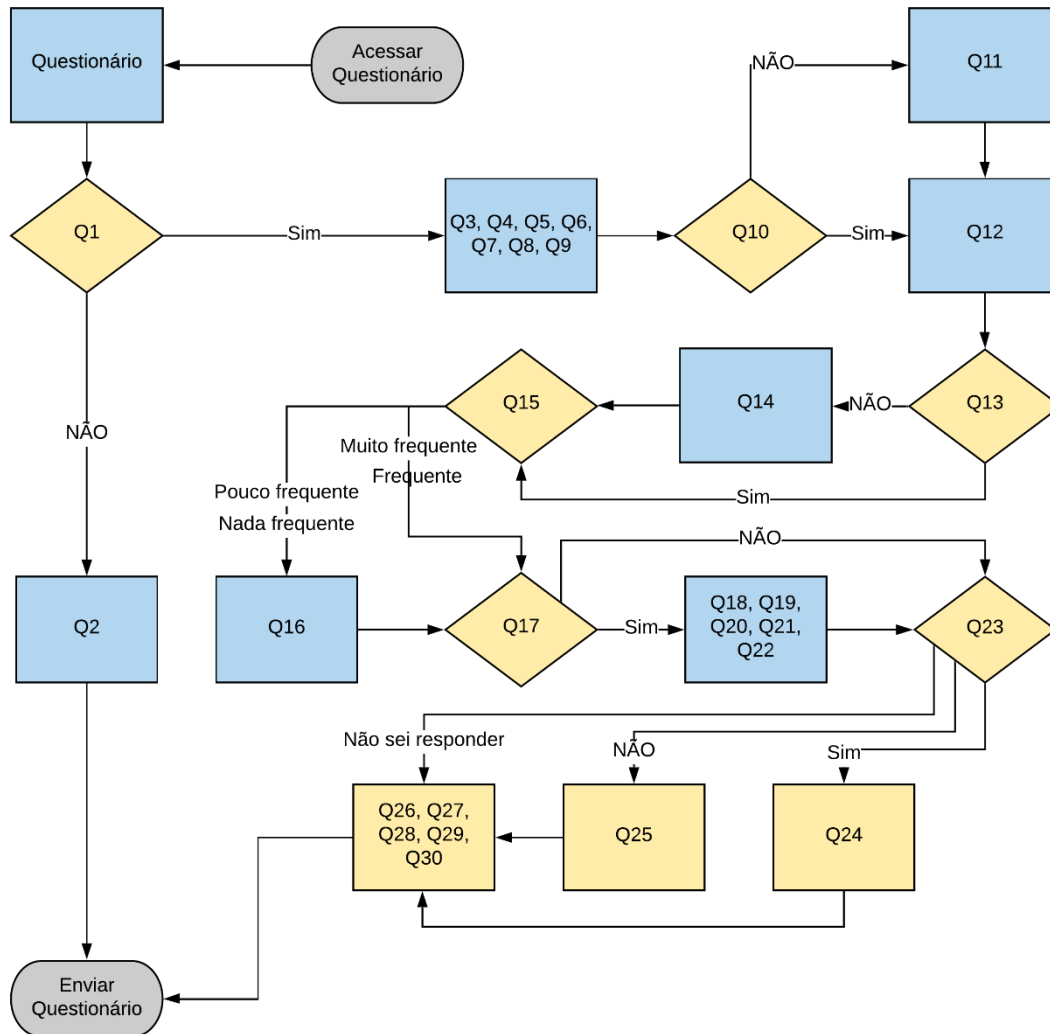 Questionário
Acessar
Questionário
NÃO
Q11
Q1
Sim
Q3, Q4, Q5, Q6,
Q7, Q8, Q9
Q10
Sim
Q12
NÃO
Q15
Q14
NÃO
Q13
Muito frequente
Frequente
Sim
Pouco frequente
Nada frequente
NÃO
Q2
Q16
Q17
Sim
Q18, Q19,
Q20, Q21,
Q22
Q23
Não sei responder
NÃO
Sim
Q26, Q27,
Q28, Q29,
Q30
Q25
Q24
Enviar
Questionário